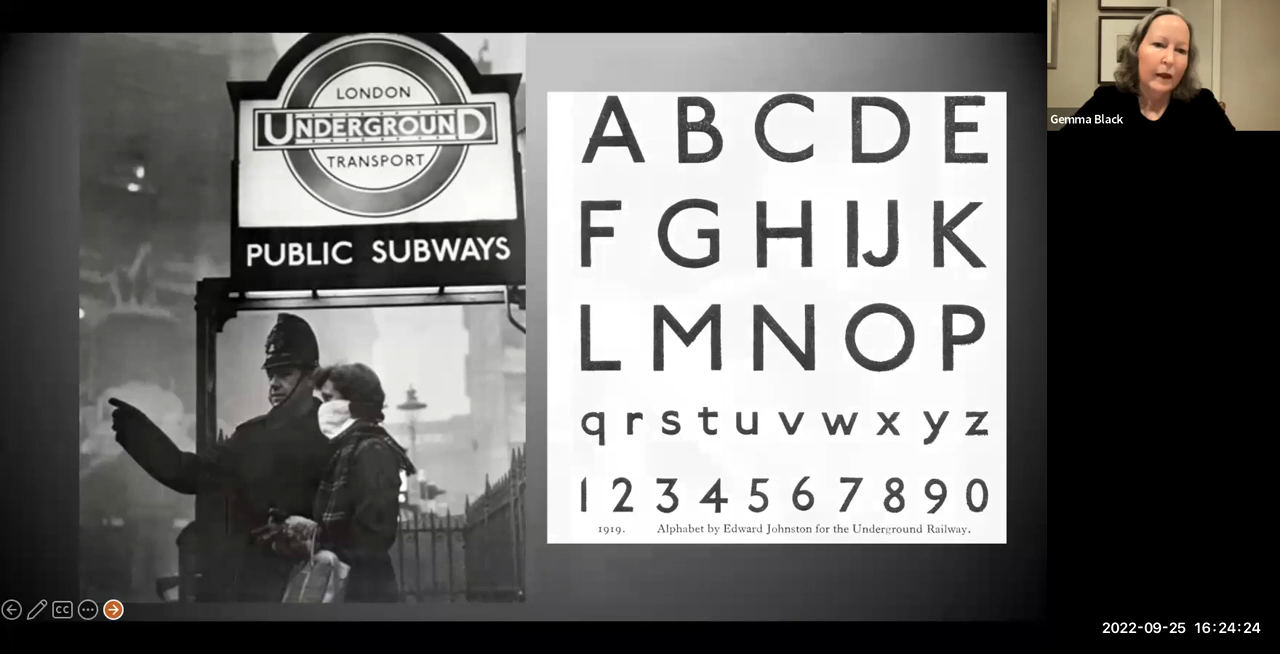 LONDON
UNDERGROUND
TRANSPORT
PUBLIC SUBWAYS
A B C D E
F G H I J K
L M N O P
q r s t u v w x y z
1 2 3 4 5 6 7 8 9 0
1919. Alphabet by Edward Johnston for the Underground Railway.
Gemma Black
CC
2022-09-25 16:24:24